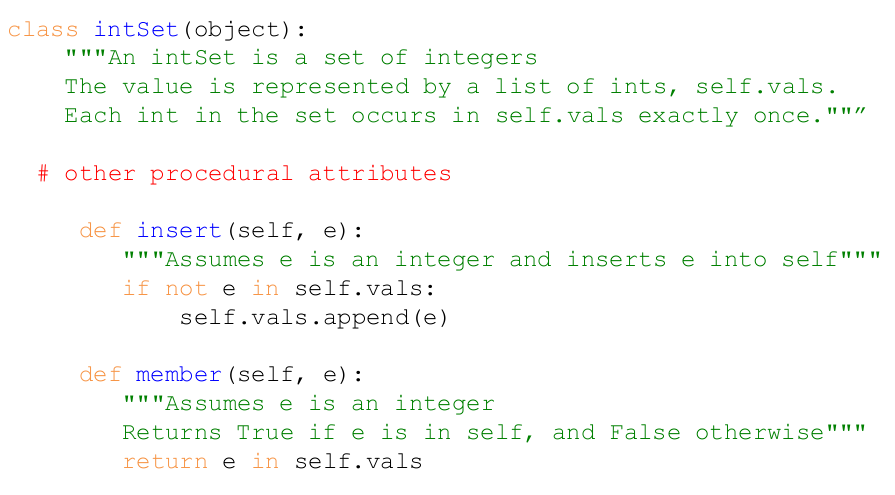 class intSet(object):
    """An intSet is a set of integers
    The value is represented by a list of ints, self.vals.
    Each int in the set occurs in self.vals exactly once.""”

  # other procedural attributes

     def insert(self, e):
        """Assumes e is an integer and inserts e into self"""
        if not e in self.vals:
            self.vals.append(e)

     def member(self, e):
        """Assumes e is an integer
        Returns True if e is in self, and False otherwise"""
        return e in self.vals